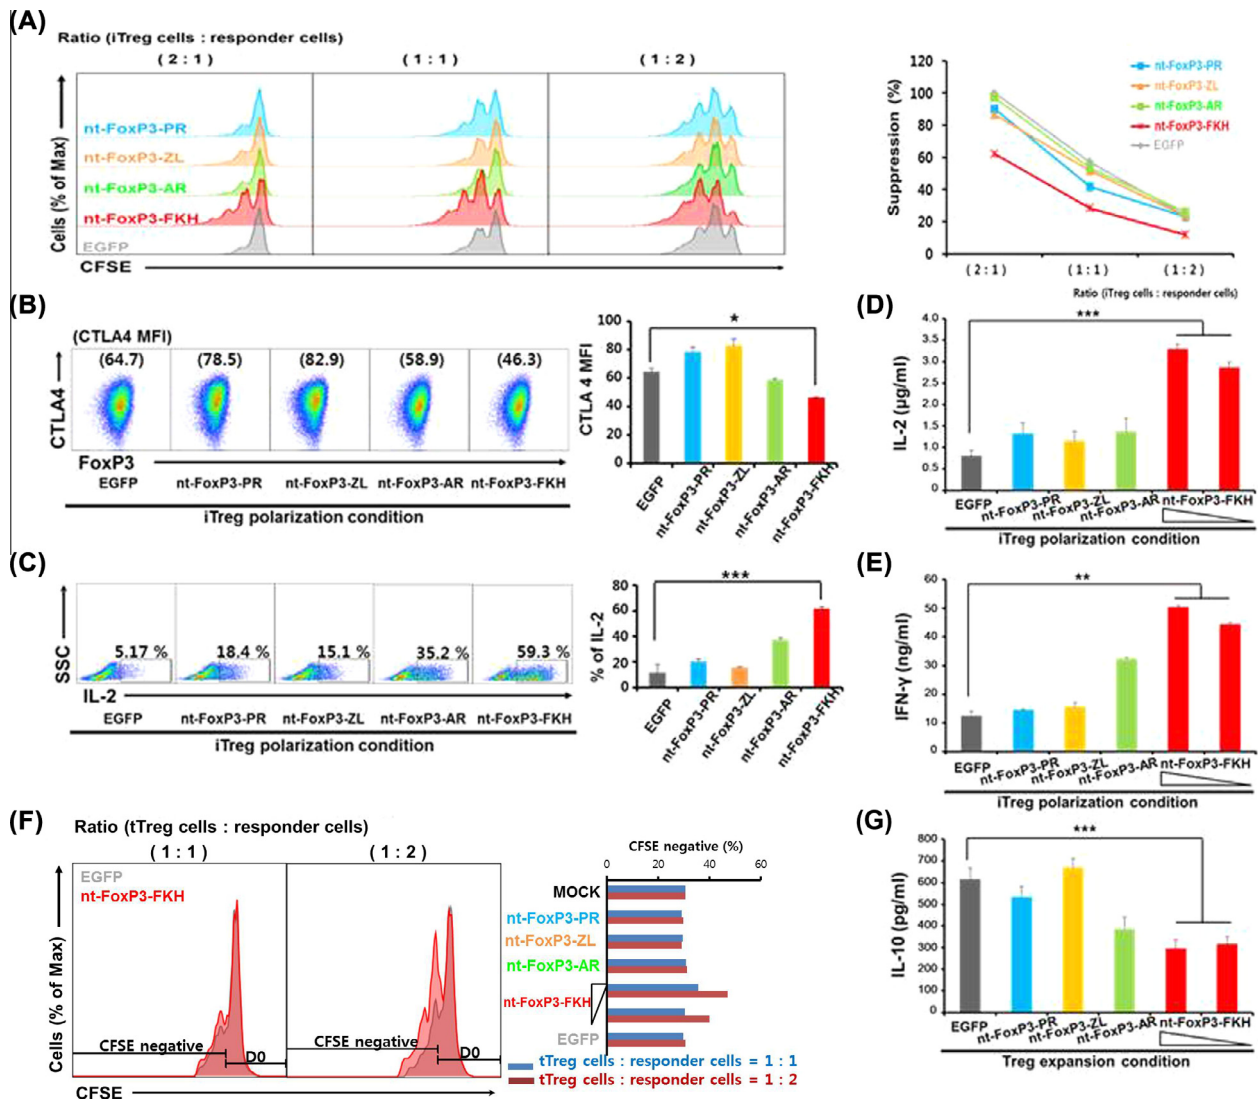 (A)
Ratio (iTreg cells : responder cells)
( 2 : 1 )
( 1 : 1 )
( 1 : 2 )
Cells (% of Max)
nt-FoxP3-PR
nt-FoxP3-ZL
nt-FoxP3-AR
nt-FoxP3-FKH
EGFP
CFSE
Suppression (%)
120
100
80
60
40
20
0
( 2 : 1 )
( 1 : 1 )
( 1 : 2 )
Ratio (iTreg cells : responder cells)
nt-FoxP3-PR
nt-FoxP3-ZL
nt-FoxP3-AR
nt-FoxP3-FKH
EGFP
(B)
(CTLA4 MFI)
(64.7)
(78.5)
(82.9)
(58.9)
(46.3)
CTLA4
FoxP3
EGFP
nt-FoxP3-PR
nt-FoxP3-ZL
nt-FoxP3-AR
nt-FoxP3-FKH
iTreg polarization condition
CTLA 4 MFI
100
80
60
40
20
0
*
EGFP
nt-FoxP3-PR
nt-FoxP3-ZL
nt-FoxP3-AR
nt-FoxP3-FKH
(D)
IL-2 (µg/ml)
4.0
3.5
3.0
2.5
2.0
1.5
1.0
0.5
0
***
EGFP
nt-FoxP3-PR
nt-FoxP3-ZL
nt-FoxP3-AR
nt-FoxP3-FKH
iTreg polarization condition
(C)
SSC
5.17 %
18.4 %
15.1 %
35.2 %
59.3 %
IL-2
EGFP
nt-FoxP3-PR
nt-FoxP3-ZL
nt-FoxP3-AR
nt-FoxP3-FKH
iTreg polarization condition
% of IL-2
80
60
40
20
0
***
EGFP
nt-FoxP3-PR
nt-FoxP3-ZL
nt-FoxP3-AR
nt-FoxP3-FKH
(E)
IFN-γ (ng/ml)
60
50
40
30
20
10
0
**
EGFP
nt-FoxP3-PR
nt-FoxP3-ZL
nt-FoxP3-AR
nt-FoxP3-FKH
iTreg polarization condition
(F)
Ratio (tTreg cells : responder cells)
( 1 : 1 )
( 1 : 2 )
Cells (% of Max)
EGFP
nt-FoxP3-FKH
CFSE negative
D0
CFSE negative
D0
CFSE
CFSE negative (%)
0
20
40
60
MOCK
nt-FoxP3-PR
nt-FoxP3-ZL
nt-FoxP3-AR
nt-FoxP3-FKH
EGFP
tTreg cells : responder cells = 1 : 1
tTreg cells : responder cells = 1 : 2
(G)
IL-10 (pg/ml)
800
700
600
500
400
300
200
100
0
***
EGFP
nt-FoxP3-PR
nt-FoxP3-ZL
nt-FoxP3-AR
nt-FoxP3-FKH
Treg expansion condition